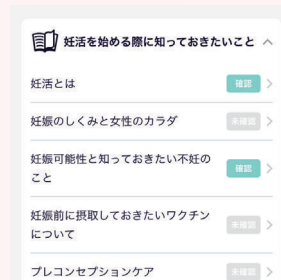 妊活を始める際に知っておきたいこと
妊活とは
確認
妊娠のしくみと女性のカラダ
未確認
妊娠可能性と知っておきたい不妊の
こと
確認
妊娠前に摂取しておきたいワクチン
について
未確認
プレコンセプションケア
未確認